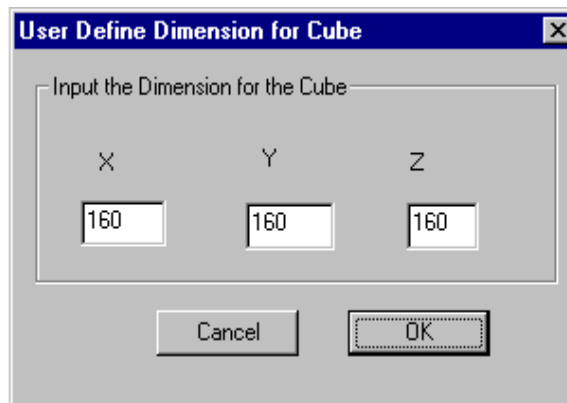 User Define Dimension for Cube
Input the Dimension for the Cube
X Y Z
160 160 160
Cancel OK